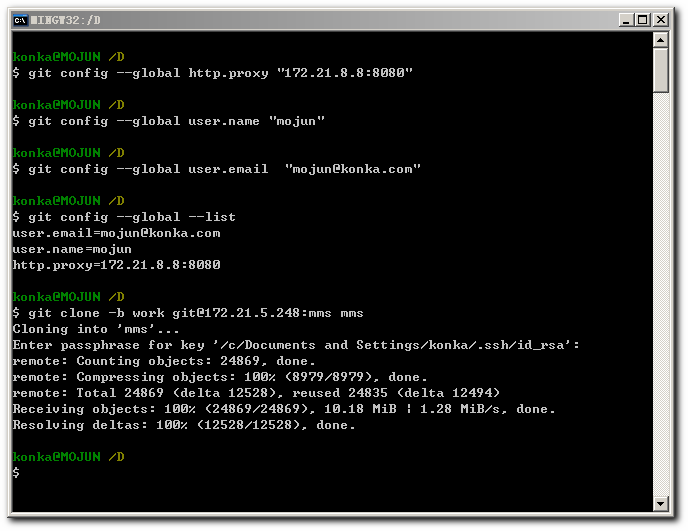 MINGW32:/D
konka@MOJUN /D
$ git config --global http.proxy "172.21.8.8:8080"
konka@MOJUN /D
$ git config --global user.name "mojun"
konka@MOJUN /D
$ git config --global user.email  "mojun@konka.com"
konka@MOJUN /D
$ git config --global --list
user.email=mojun@konka.com
user.name=mojun
http.proxy=172.21.8.8:8080
konka@MOJUN /D
$ git clone -b work git@172.21.5.248:mms mms
Cloning into 'mms'...
Enter passphrase for key '/c/Documents and Settings/konka/.ssh/id_rsa':
remote: Counting objects: 24869, done.
remote: Compressing objects: 100% (8979/8979), done.
remote: Total 24869 (delta 12528), reused 24835 (delta 12494)
Receiving objects: 100% (24869/24869), 10.18 MiB ¦ 1.28 MiB/s, done.
Resolving deltas: 100% (12528/12528), done.
konka@MOJUN /D
$